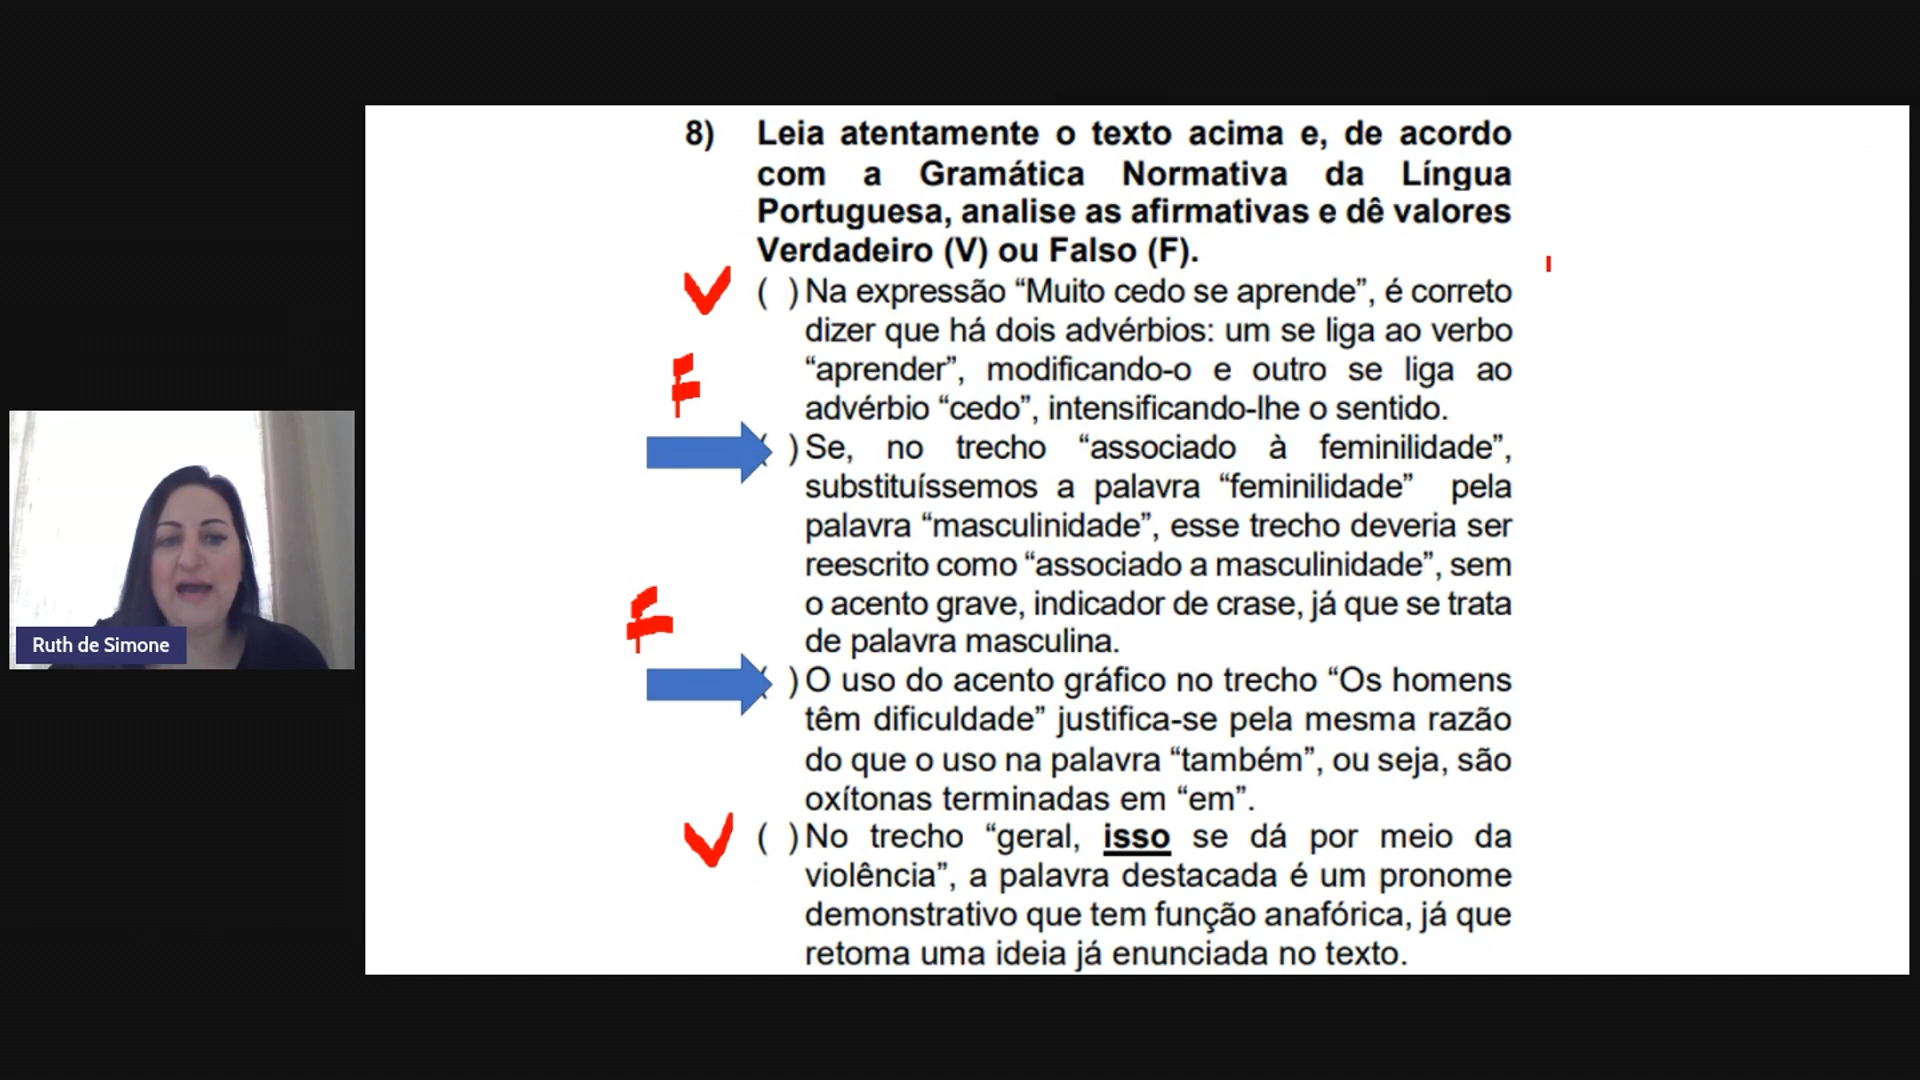 8) Leia atentamente o texto acima e, de acordo
com a Gramática Normativa da Língua
Portuguesa, analise as afirmativas e dê valores
Verdadeiro (V) ou Falso (F).
V ( ) Na expressão “Muito cedo se aprende”, é correto
dizer que há dois advérbios: um se liga ao verbo
F “aprender”, modificando-o e outro se liga ao
advérbio “cedo”, intensificando-lhe o sentido.
( ) Se, no trecho “associado à feminilidade”,
substituíssemos a palavra “feminilidade” pela
palavra “masculinidade”, esse trecho deveria ser
reescrito como “associado a masculinidade”, sem
F o acento grave, indicador de crase, já que se trata
de palavra masculina.
( ) O uso do acento gráfico no trecho “Os homens
têm dificuldade” justifica-se pela mesma razão
do que o uso na palavra “também”, ou seja, são
oxítonas terminadas em “em”.
V ( ) No trecho “geral, isso se dá por meio da
violência”, a palavra destacada é um pronome
demonstrativo que tem função anafórica, já que
retoma uma ideia já enunciada no texto.
Ruth de Simone